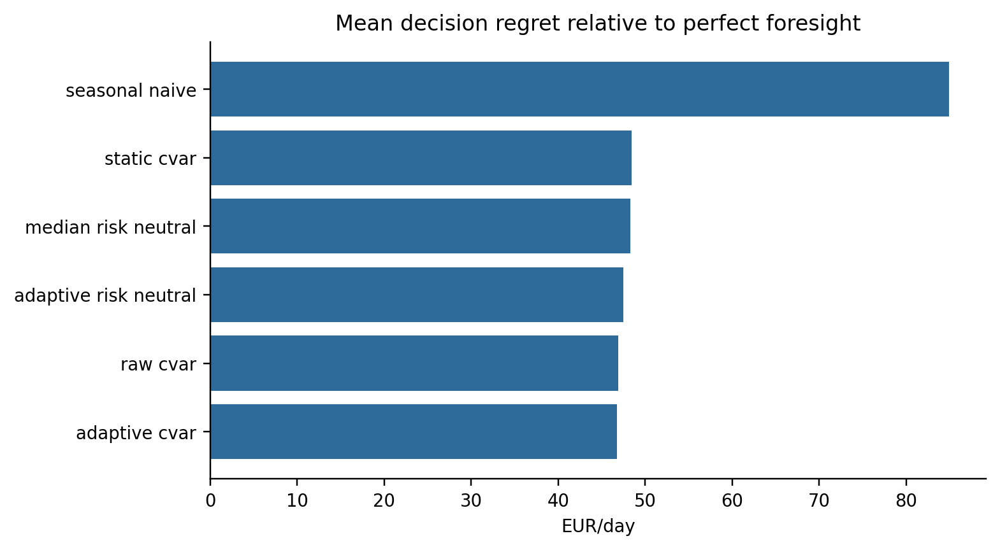 Mean decision regret relative to perfect foresight
seasonal naive
static cvar
median risk neutral
adaptive risk neutral
raw cvar
adaptive cvar
0 10 20 30 40 50 60 70 80
EUR/day